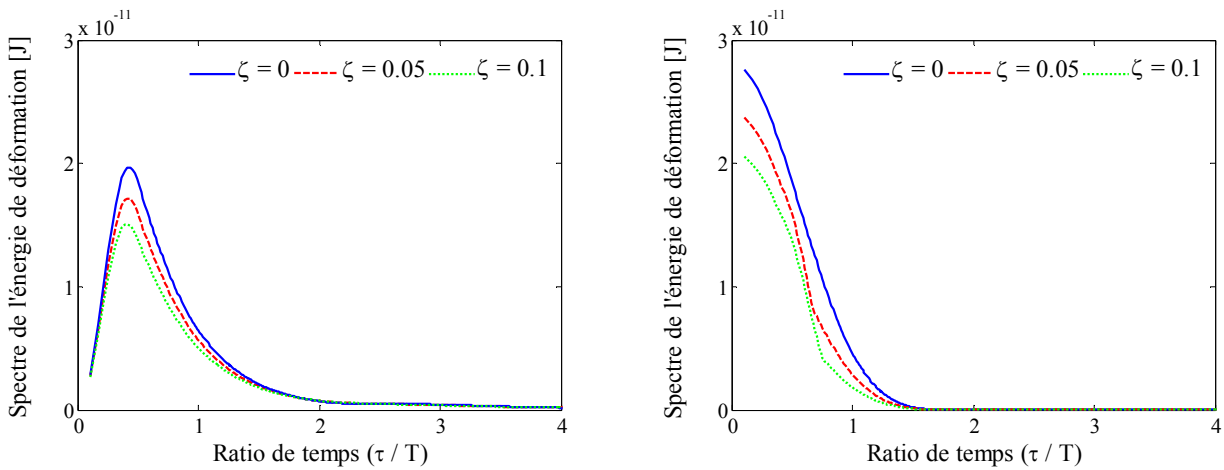 x 10⁻¹¹
3
2
1
0
Spectre de l'énergie de déformation [J]
ζ = 0 ζ = 0.05 ζ = 0.1
0 1 2 3 4
Ratio de temps (τ / T)
x 10⁻¹¹
3
2
1
0
Spectre de l'énergie de déformation [J]
ζ = 0 ζ = 0.05 ζ = 0.1
0 1 2 3 4
Ratio de temps (τ / T)